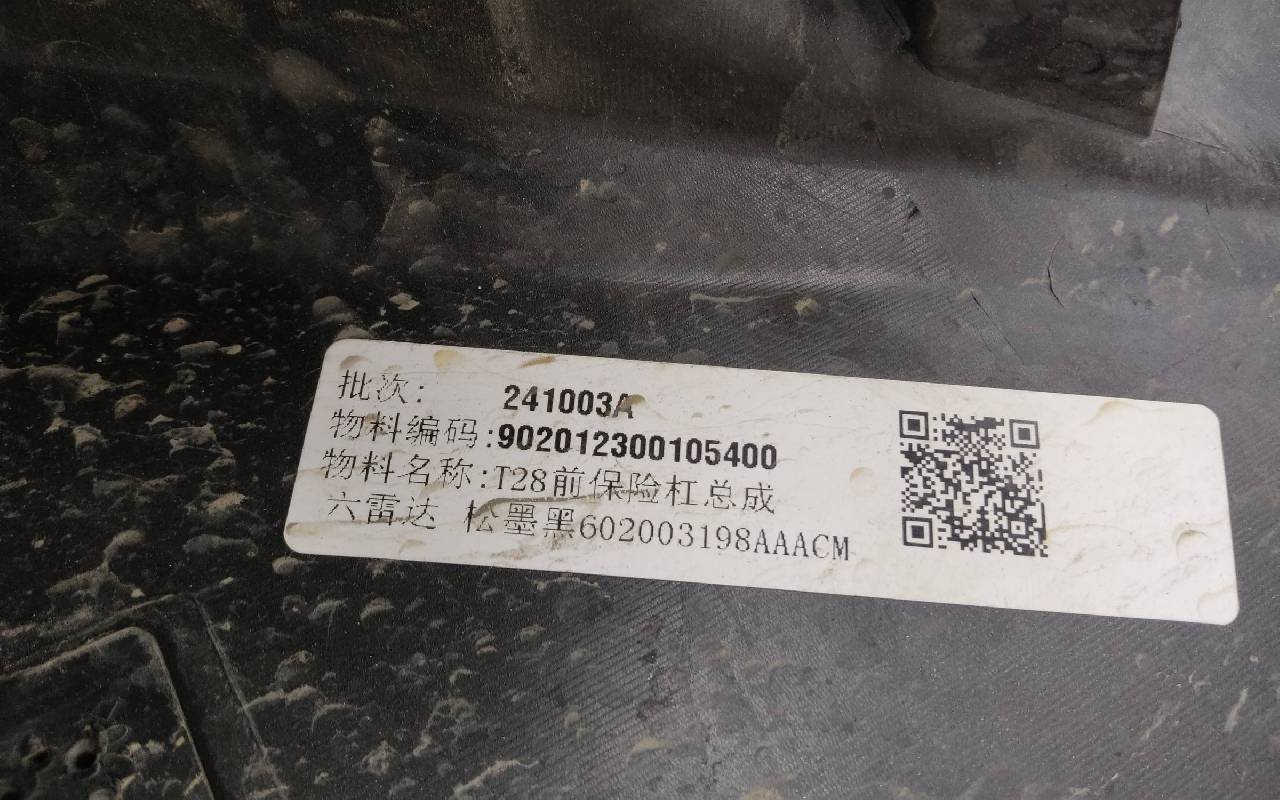 批次: 241003A
物料编码:902012300105400
物料名称:T28前保险杠总成
六雷达 松墨黑602003198AAACM